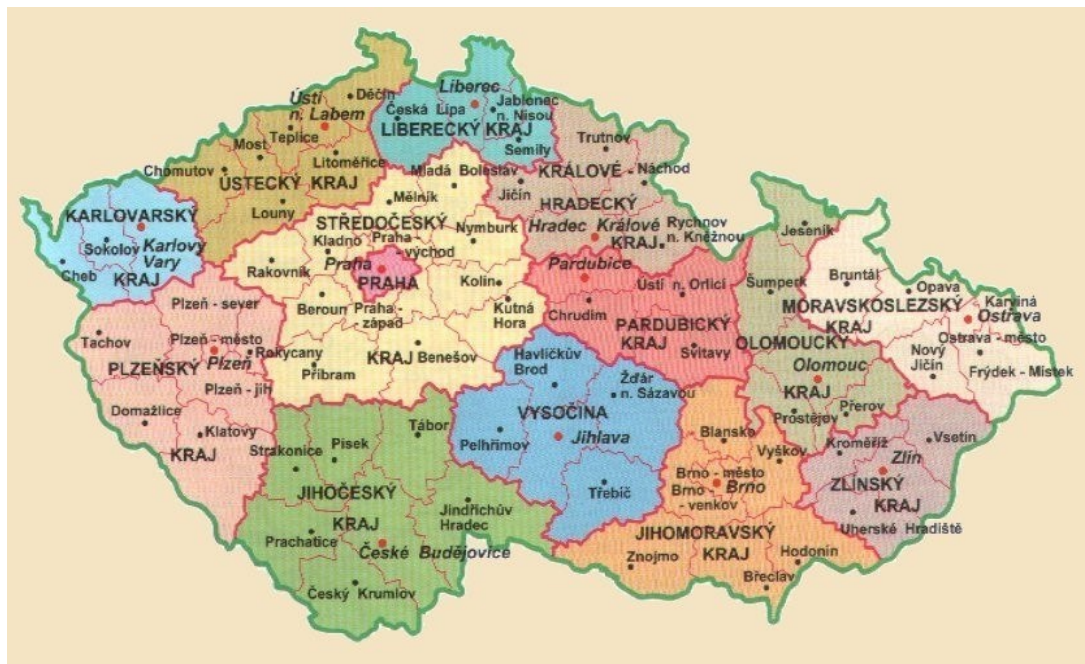 Liberec
Ústí
n. Labem
Děčín
Česká Lípa
Jablonec
n. Nisou
LIBERECKÝ KRAJ
Teplice
Most
Semily
Trutnov
Chomutov
Litoměřice
ÚSTECKÝ KRAJ
Mladá Boleslav
KRÁLOVÉ -
Náchod
Jičín
Louny
Mělník
HRADECKÝ
KARLOVARSKÝ
STŘEDOČESKÝ
Hradec Králové
Rychnov
n. Kněžnou
KRAJ
Jeseník
Sokolov
Karlovy
Vary
Cheb
KRAJ
Kladno
Praha -
východ
Nymburk
Rakovník
Praha
PRAHA
Kolín
Pardubice
Ústí n. Orlicí
Šumperk
Bruntál
Opava
Karviná
Ostrava
MORAVSKOSLEZSKÝ
KRAJ
Plzeň - sever
Beroun
Praha -
západ
Kutná
Hora
Chrudim
PARDUBICKÝ
KRAJ
Svitavy
OLOMOUCKÝ
Ostrava - město
Tachov
Plzeň - město
Plzeň
Rokycany
KRAJ
Benešov
Havlíčkův
Brod
Olomouc
KRAJ
Nový
Jičín
Frýdek - Místek
PLZEŇSKÝ
Příbram
Plzeň - jih
Žďár
n. Sázavou
Domažlice
Klatovy
KRAJ
Tábor
VYSOČINA
Prostějov
Přerov
Strakonice
Písek
Pelhřimov
Jihlava
Blansko
Vyškov
Kroměříž
Vsetín
Zlín
JIHOČESKÝ
KRAJ
Třebíč
Brno - město
Brno -
venkov
Brno
ZLÍNSKÝ
KRAJ
Jindřichův
Hradec
Prachatice
České Budějovice
JIHOMORAVSKÝ
KRAJ
Uherské Hradiště
Znojmo
Hodonín
Břeclav
Český Krumlov